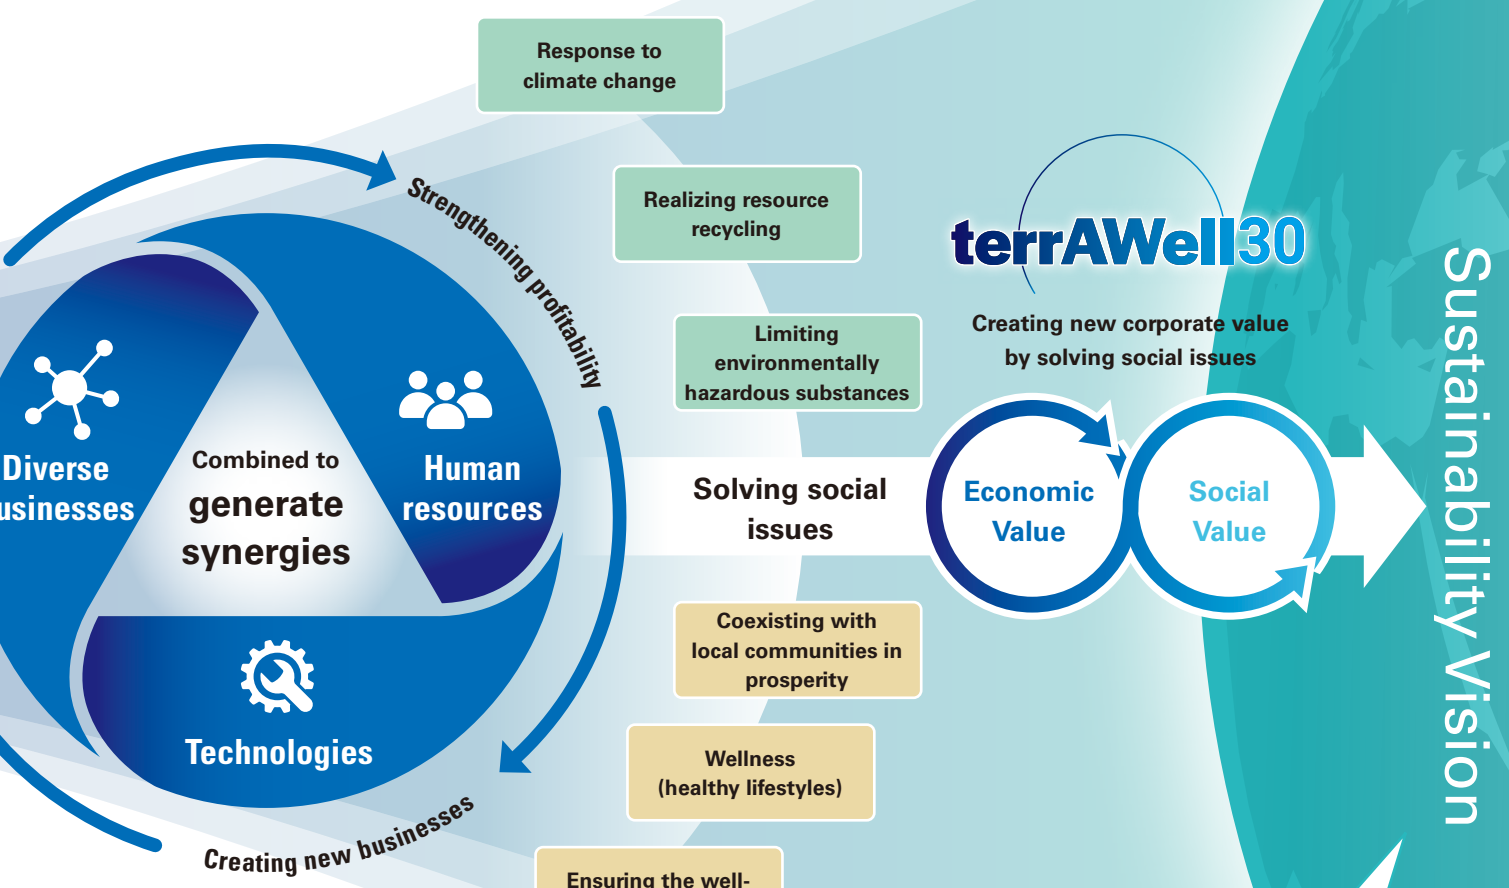 Response to
climate change
Realizing resource
recycling
Limiting
environmentally
hazardous substances
Strengthening profitability
terrAWell30
Creating new corporate value
by solving social issues
Diverse
usinesses
Combined to
generate
synergies
Human
resources
Technologies
Creating new businesses
Solving social
issues
Economic
Value
Social
Value
Coexisting with
local communities in
prosperity
Wellness
(healthy lifestyles)
Ensuring the well-
Sustainability Vision